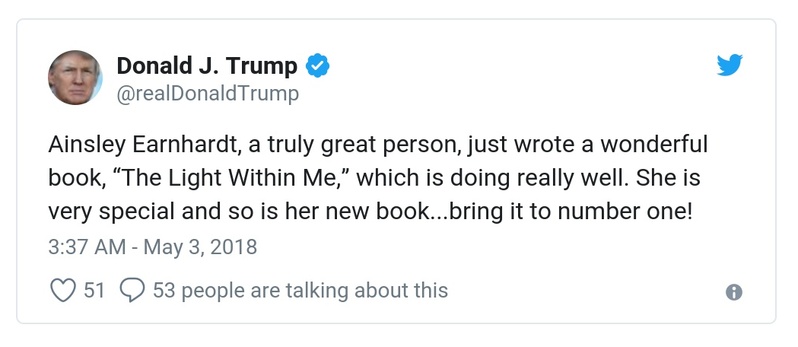 Donald J. Trump
@realDonaldTrump
Ainsley Earnhardt, a truly great person, just wrote a wonderful
book, “The Light Within Me,” which is doing really well. She is
very special and so is her new book...bring it to number one!
3:37 AM - May 3, 2018
51 53 people are talking about this